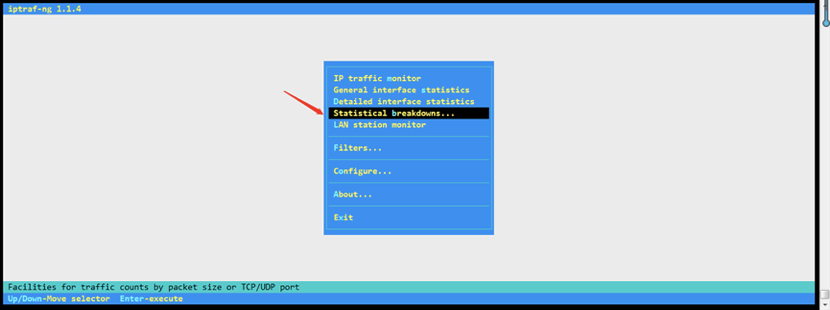 iptraf-ng 1.1.4
IP traffic monitor
General interface statistics
Detailed interface statistics
Statistical breakdowns...
LAN station monitor
Filters...
Configure...
About...
Exit
Facilities for traffic counts by packet size or TCP/UDP port
Up/Down-Move selector  Enter-execute